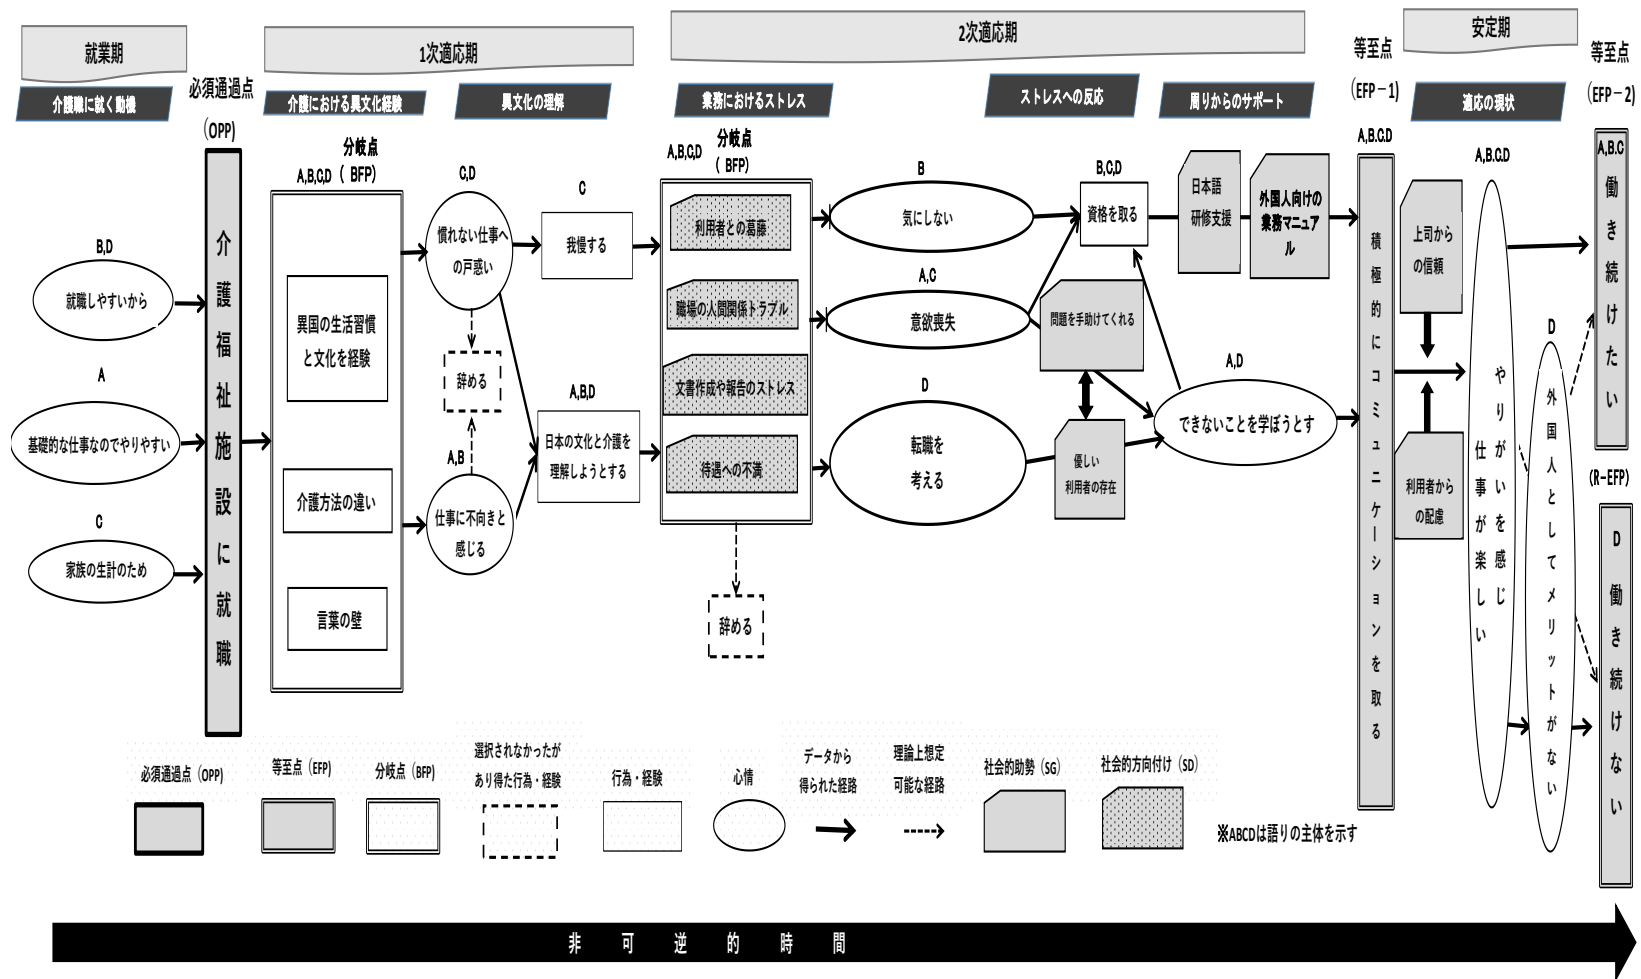 就業期
1次適応期
2次適応期
安定期
介護職に就く動機
必須通過点
(OPP)
介護における異文化経験
異文化の理解
業務におけるストレス
ストレスへの反応
周りからのサポート
等至点
(EFP－1)
適応の現状
等至点
(EFP－2)
B,D
就職しやすいから
A
基礎的な仕事なのでやりやすい
C
家族の生計のため
介護福祉施設に就職
分岐点
A,B,C,D ( BFP)
異国の生活習慣
と文化を経験
介護方法の違い
言葉の壁
C,D
慣れない仕事へ
の戸惑い
辞める
A,B
仕事に不向きと
感じる
C
我慢する
A,B,D
日本の文化と介護を
理解しようとする
A,B,C,D
分岐点
( BFP)
利用者との葛藤
職場の人間関係トラブル
文書作成や報告のストレス
待遇への不満
辞める
B
気にしない
A,C
意欲喪失
D
転職を
考える
B,C,D
資格を取る
問題を手助けてくれる
優しい
利用者の存在
日本語
研修支援
外国人向けの
業務マニュア
ル
A,D
できないことを学ぼうとす
A,B.C.D
積極的にコミュニケーションを取る
上司から
の信頼
利用者から
の配慮
A,B.C.D
やりがいを感じ
仕事が楽しい
D
外国人としてメリットがない
A,B.C
働き続けたい
(R-EFP)
D
働き続けない
必須通過点 (OPP)
等至点 (EFP)
分岐点 (BFP)
選択されなかったが
あり得た行為・経験
行為・経験
心情
データから
得られた経路
理論上想定
可能な経路
社会的助勢 (SG)
社会的方向付け (SD)
※ABCDは語りの主体を示す
非可逆的時間